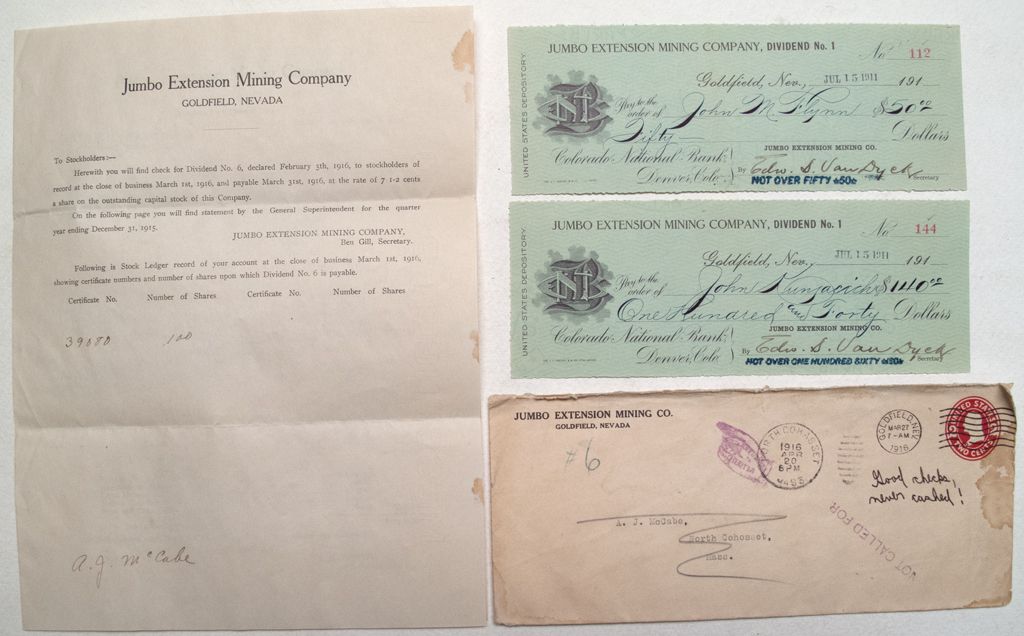 Jumbo Extension Mining Company
GOLDFIELD, NEVADA
To Stockholders:—
Herewith you will find check for Dividend No. 6, declared February 5th, 1916, to stockholders of
record at the close of business March 1st, 1916, and payable March 31st, 1916, at the rate of 7 1-2 cents
a share on the outstanding capital stock of this Company.
On the following page you will find statement by the General Superintendent for the quarter
year ending December 31, 1915.
JUMBO EXTENSION MINING COMPANY,
Ben Gill, Secretary.
Following is Stock Ledger record of your account at the close of business March 1st, 1916,
showing certificate numbers and number of shares upon which Dividend No. 6 is payable.
Certificate No. Number of Shares Certificate No. Number of Shares
39080 100
A. J. McCabe
JUMBO EXTENSION MINING COMPANY, DIVIDEND No. 1
No 112
UNITED STATES DEPOSITORY
Goldfield, Nev., JUL 15 1911 191
Pay to the
order of John M. Flynn $50 00
Fifty Dollars
JUMBO EXTENSION MINING CO.
Colorado National Bank
Denver, Colo. By Edw. S. Van Dyck
Secretary
NOT OVER FIFTY $50$
JUMBO EXTENSION MINING COMPANY, DIVIDEND No. 1
No 144
UNITED STATES DEPOSITORY
Goldfield, Nev., JUL 15 1911 191
Pay to the
order of John $140 00
One Hundred and Forty Dollars
JUMBO EXTENSION MINING CO.
Colorado National Bank
Denver, Colo. By Edw. S. Van Dyck
Secretary
NOT OVER ONE HUNDRED SIXTY
JUMBO EXTENSION MINING CO.
GOLDFIELD, NEVADA
#6
NORTH COHASSET
1916
APR
20
6 PM
MASS
GOLDFIELD, NEV.
MAR 27
7-AM
1916
UNITED STATES
TWO CENTS
Good checks,
never cashed!
NOT CALLED FOR
A. J. McCabe,
North Cohosset,
Mass.